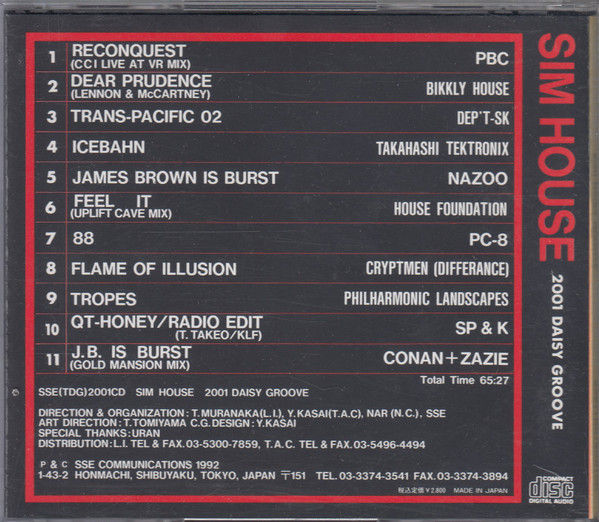 1 RECONQUEST PBC
(CCI LIVE AT VR MIX)
2 DEAR PRUDENCE BIKKLY HOUSE
(LENNON & McCARTNEY)
3 TRANS-PACIFIC 02 DEP'T-SK
4 ICEBAHN TAKAHASHI TEKTRONIX
5 JAMES BROWN IS BURST NAZOO
6 FEEL IT HOUSE FOUNDATION
(UPLIFT CAVE MIX)
7 88 PC-8
8 FLAME OF ILLUSION CRYPTMEN (DIFFERANCE)
9 TROPES PHILHARMONIC LANDSCAPES
10 QT-HONEY/RADIO EDIT SP & K
(T. TAKEO/KLF)
11 J.B. IS BURST CONAN+ZAZIE
(GOLD MANSION MIX)
Total Time 65:27
SSE(TDG)2001CD SIM HOUSE 2001 DAISY GROOVE
DIRECTION & ORGANIZATION : T.MURANAKA(L.I.), Y.KASAI(T.A.C), NAR (N.C.), SSE
ART DIRECTION : T.TOMIYAMA C.G.DESIGN : Y.KASAI
SPECIAL THANKS:URAN
DISTRIBUTION:L.I. TEL & FAX.03-5300-7859, T.A.C. TEL & FAX.03-5496-4494
P & C SSE COMMUNICATIONS 1992
1-43-2 HONMACHI, SHIBUYAKU, TOKYO, JAPAN 〒151 TEL.03-3374-3541 FAX.03-3374-3894
税込定価¥2,800 MADE IN JAPAN
SIM HOUSE
2001 DAISY GROOVE
COMPACT
disc
DIGITAL AUDIO